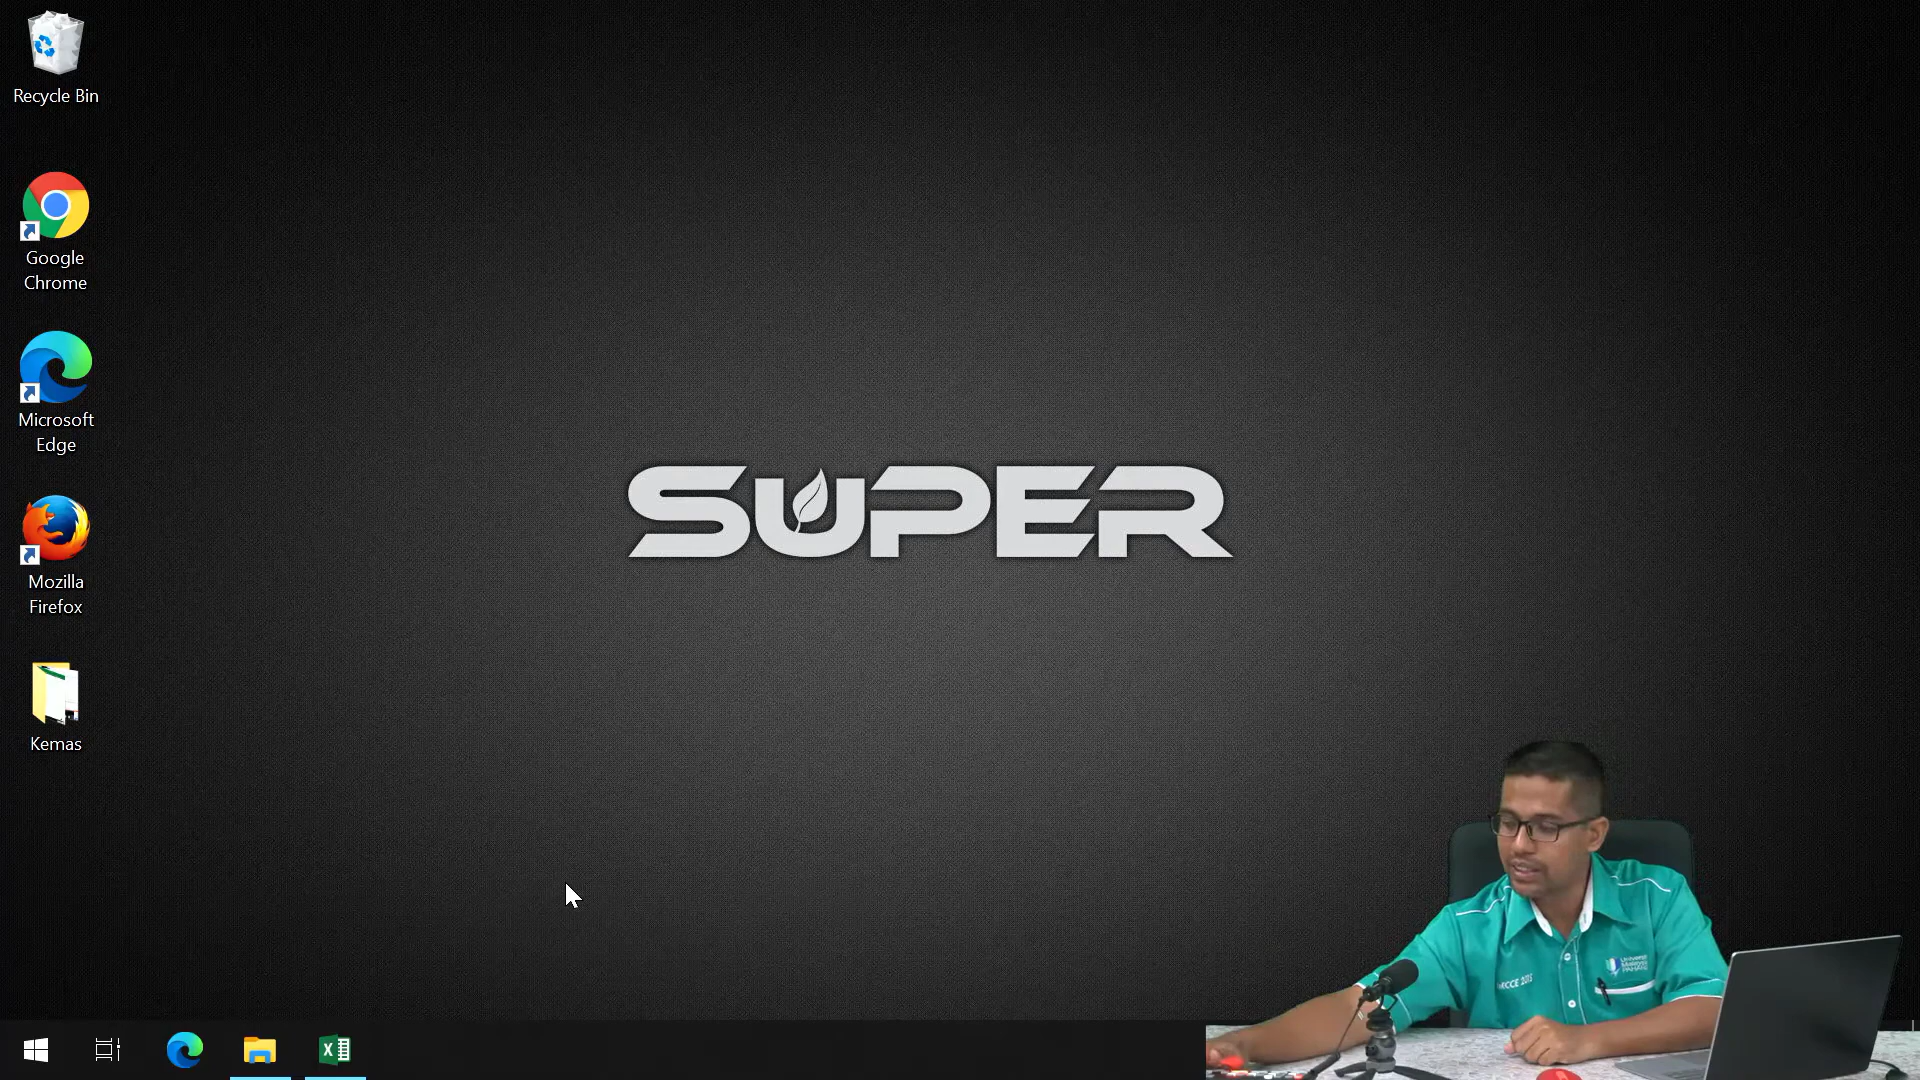 Recycle Bin
Google
Chrome
Microsoft
Edge
Mozilla
Firefox
Kemas
SUPER